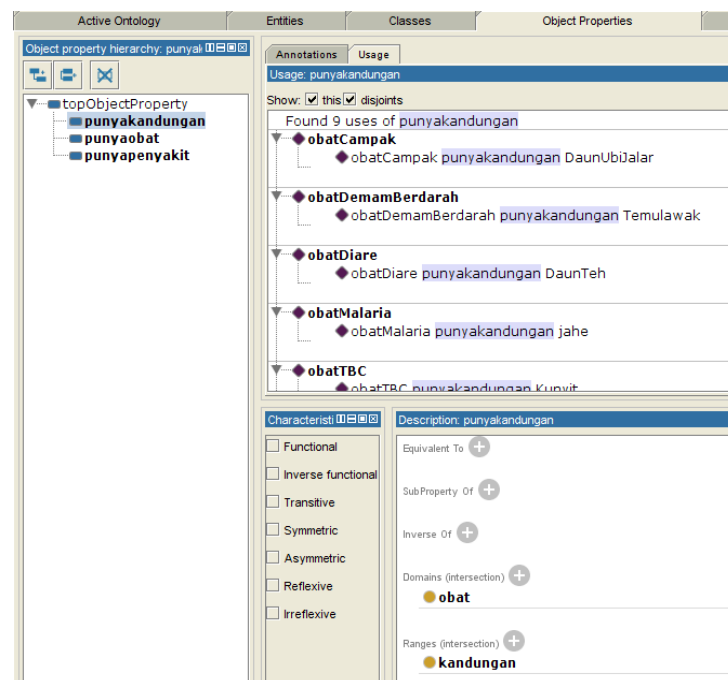 Active Ontology Entities Classes Object Properties
Object property hierarchy: punyak
topObjectProperty
punyakandungan
punyaobat
punyapenyakit
Annotations Usage
Usage: punyakandungan
Show: this disjoints
Found 9 uses of punyakandungan
obatCampak
obatCampak punyakandungan DaunUbiJalar
obatDemamBerdarah
obatDemamBerdarah punyakandungan Temulawak
obatDiare
obatDiare punyakandungan DaunTeh
obatMalaria
obatMalaria punyakandungan jahe
obatTBC
obatTBC punyakandungan Kunyit
Characteristi
Functional
Inverse functional
Transitive
Symmetric
Asymmetric
Reflexive
Irreflexive
Description: punyakandungan
Equivalent To
SubProperty Of
Inverse Of
Domains (intersection)
obat
Ranges (intersection)
kandungan